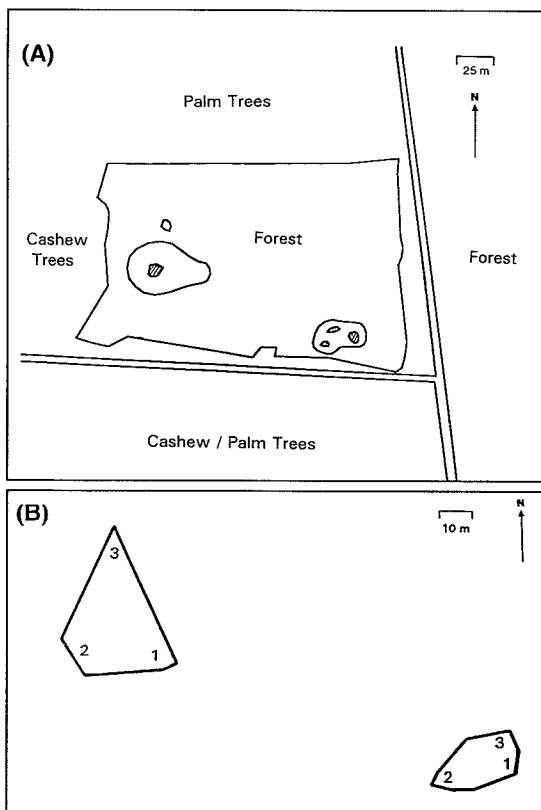 (A)
25 m
N
Palm Trees
Cashew
Trees
Forest
Forest
Cashew / Palm Trees
(B)
10 m
N
3
2
1
3
1
2